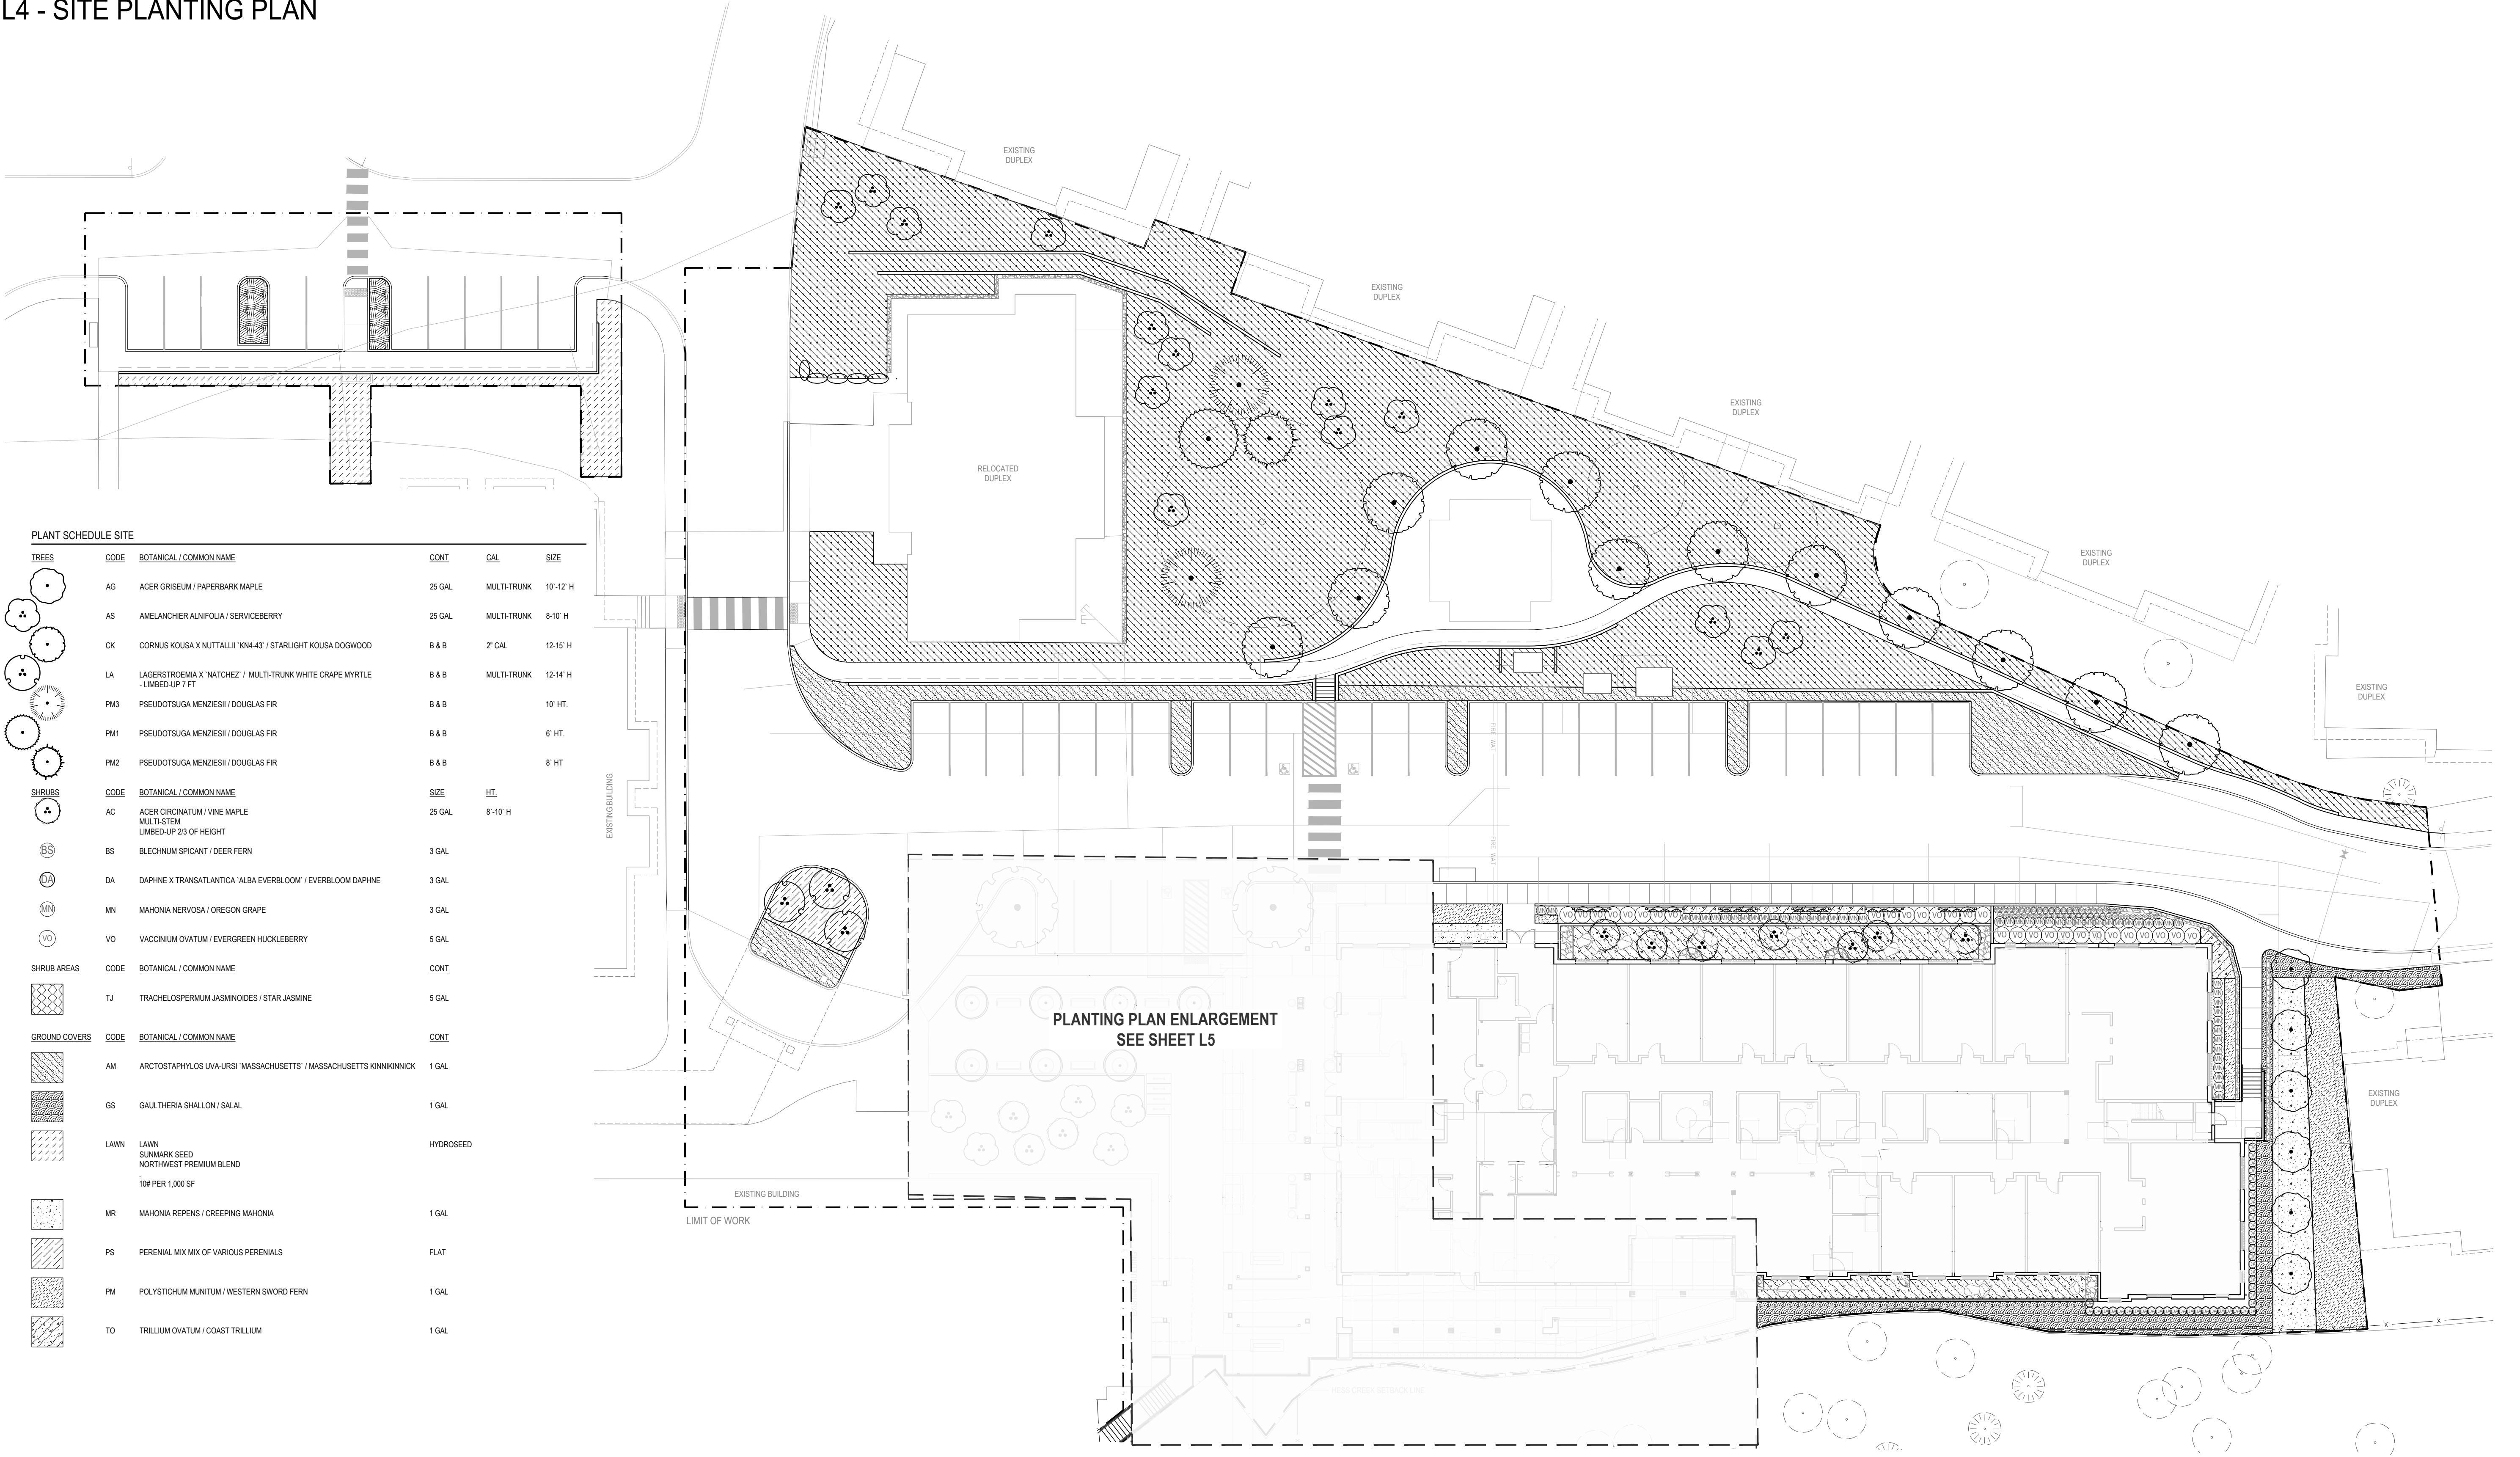 L4 - SITE PLANTING PLAN
EXISTING
DUPLEX
EXISTING
DUPLEX
EXISTING
DUPLEX
EXISTING
DUPLEX
EXISTING
DUPLEX
EXISTING
DUPLEX
RELOCATED
DUPLEX
EXISTING BUILDING
EXISTING BUILDING
LIMIT OF WORK
PLANTING PLAN ENLARGEMENT
SEE SHEET L5
PLANT SCHEDULE SITE
TREES CODE BOTANICAL / COMMON NAME CONT CAL SIZE
AG ACER GRISEUM / PAPERBARK MAPLE 25 GAL MULTI-TRUNK 10`-12` H
AS AMELANCHIER ALNIFOLIA / SERVICEBERRY 25 GAL MULTI-TRUNK 8-10` H
CK CORNUS KOUSA X NUTTALLII `KN4-43` / STARLIGHT KOUSA DOGWOOD B & B 2" CAL 12-15` H
LA LAGERSTROEMIA X `NATCHEZ` / MULTI-TRUNK WHITE CRAPE MYRTLE B & B MULTI-TRUNK 12-14` H
- LIMBED-UP 7 FT
PM3 PSEUDOTSUGA MENZIESII / DOUGLAS FIR B & B 10` HT.
PM1 PSEUDOTSUGA MENZIESII / DOUGLAS FIR B & B 6` HT.
PM2 PSEUDOTSUGA MENZIESII / DOUGLAS FIR B & B 8` HT
SHRUBS CODE BOTANICAL / COMMON NAME SIZE HT.
AC ACER CIRCINATUM / VINE MAPLE 25 GAL 8`-10` H
MULTI-STEM
LIMBED-UP 2/3 OF HEIGHT
BS BS BLECHNUM SPICANT / DEER FERN 3 GAL
DA DA DAPHNE X TRANSATLANTICA `ALBA EVERBLOOM` / EVERBLOOM DAPHNE 3 GAL
MN MN MAHONIA NERVOSA / OREGON GRAPE 3 GAL
VO VO VACCINIUM OVATUM / EVERGREEN HUCKLEBERRY 5 GAL
SHRUB AREAS CODE BOTANICAL / COMMON NAME CONT
TJ TRACHELOSPERMUM JASMINOIDES / STAR JASMINE 5 GAL
GROUND COVERS CODE BOTANICAL / COMMON NAME CONT
AM ARCTOSTAPHYLOS UVA-URSI `MASSACHUSETTS` / MASSACHUSETTS KINNIKINNICK 1 GAL
GS GAULTHERIA SHALLON / SALAL 1 GAL
LAWN LAWN HYDROSEED
SUNMARK SEED
NORTHWEST PREMIUM BLEND
-
10# PER 1,000 SF
MR MAHONIA REPENS / CREEPING MAHONIA 1 GAL
PS PERENIAL MIX MIX OF VARIOUS PERENIALS FLAT
PM POLYSTICHUM MUNITUM / WESTERN SWORD FERN 1 GAL
TO TRILLIUM OVATUM / COAST TRILLIUM 1 GAL